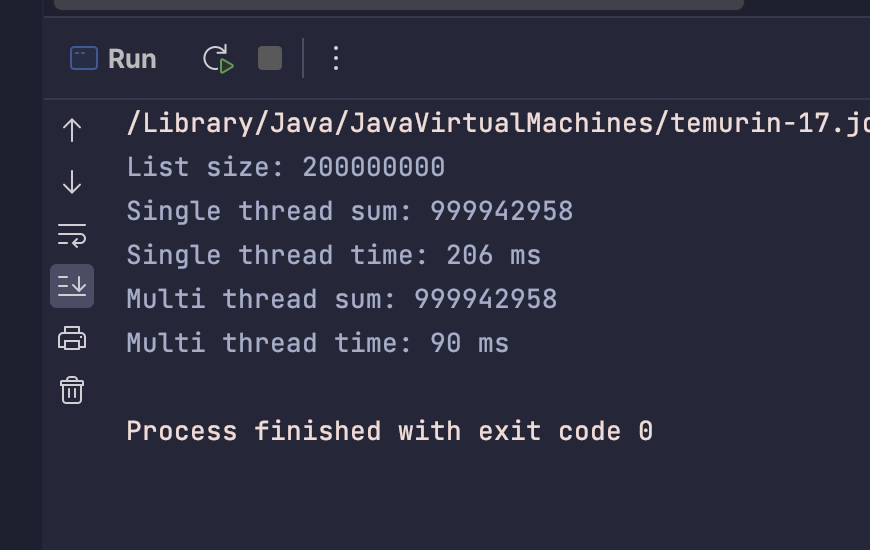 Run
/Library/Java/JavaVirtualMachines/temurin-17.jd
List size: 200000000
Single thread sum: 999942958
Single thread time: 206 ms
Multi thread sum: 999942958
Multi thread time: 90 ms
Process finished with exit code 0